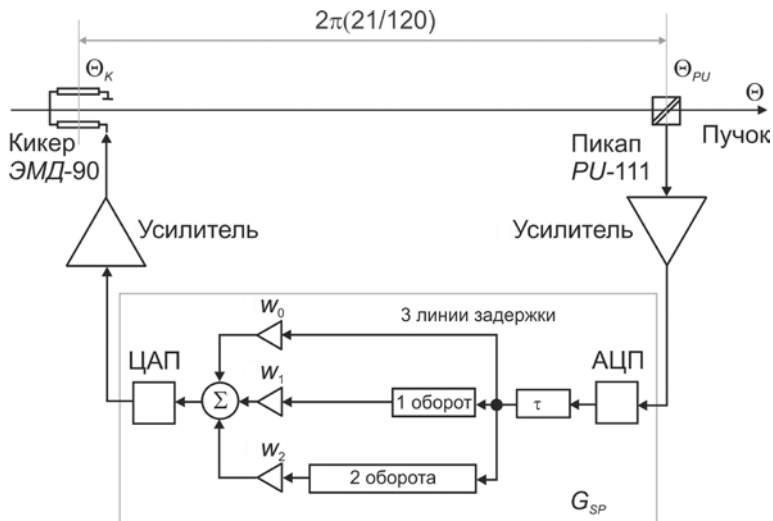 2π(21/120)
Θ_K
Θ_PU
Θ
Кикер
ЭМД-90
Пикап
PU-111
Пучок
Усилитель
Усилитель
w_0
3 линии задержки
ЦАП
w_1
АЦП
Σ
1 оборот
τ
w_2
2 оборота
G_SP